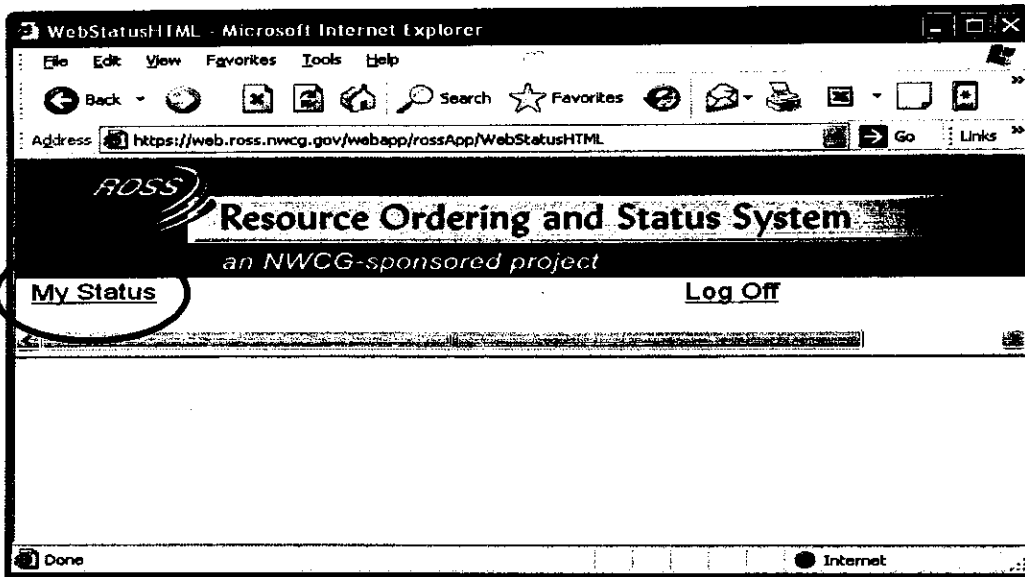 WebStatusHTML - Microsoft Internet Explorer
File Edit View Favorites Tools Help
Back Search Favorites
Address https://web.ross.nwcg.gov/webapp/rossApp/WebStatusHTML Go Links
ROSS
Resource Ordering and Status System
an NWCG-sponsored project
My Status Log Off
Done Internet